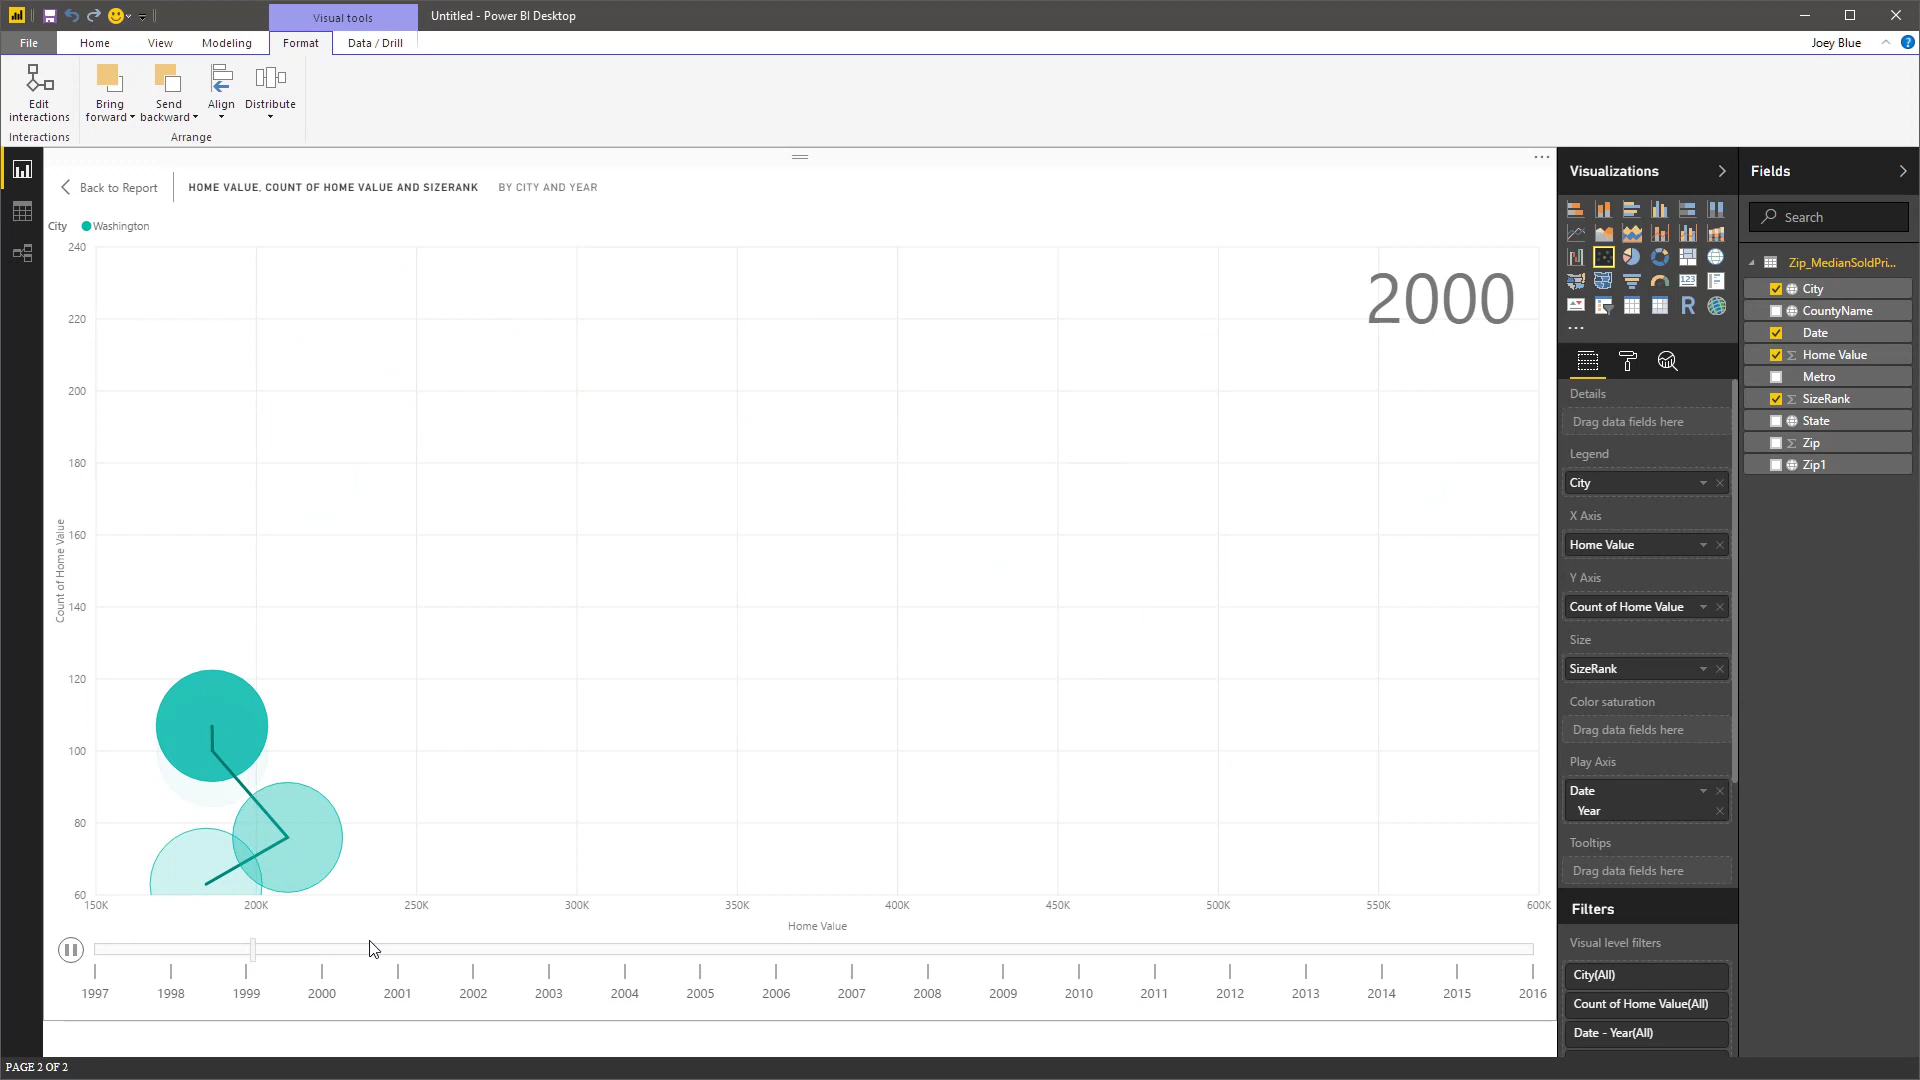 Visual tools
Untitled - Power BI Desktop
File
Home
View
Modeling
Format
Data / Drill
Joey Blue
?
Edit
interactions
Bring
forward
Send
backward
Align
Distribute
Interactions
Arrange
Back to Report
HOME VALUE, COUNT OF HOME VALUE AND SIZERANK
BY CITY AND YEAR
City
Washington
2000
240
220
200
180
160
140
120
100
80
60
Count of Home Value
150K
200K
250K
300K
350K
400K
450K
500K
550K
600K
Home Value
1997
1998
1999
2000
2001
2002
2003
2004
2005
2006
2007
2008
2009
2010
2011
2012
2013
2014
2015
2016
Visualizations
123
R
Details
Drag data fields here
Legend
City
X Axis
Home Value
Y Axis
Count of Home Value
Size
SizeRank
Color saturation
Drag data fields here
Play Axis
Date
Year
Tooltips
Drag data fields here
Filters
Visual level filters
City(All)
Count of Home Value(All)
Date - Year(All)
Fields
Search
Zip_MedianSoldPri...
City
CountyName
Date
Home Value
Metro
SizeRank
State
Zip
Zip1
PAGE 2 OF 2